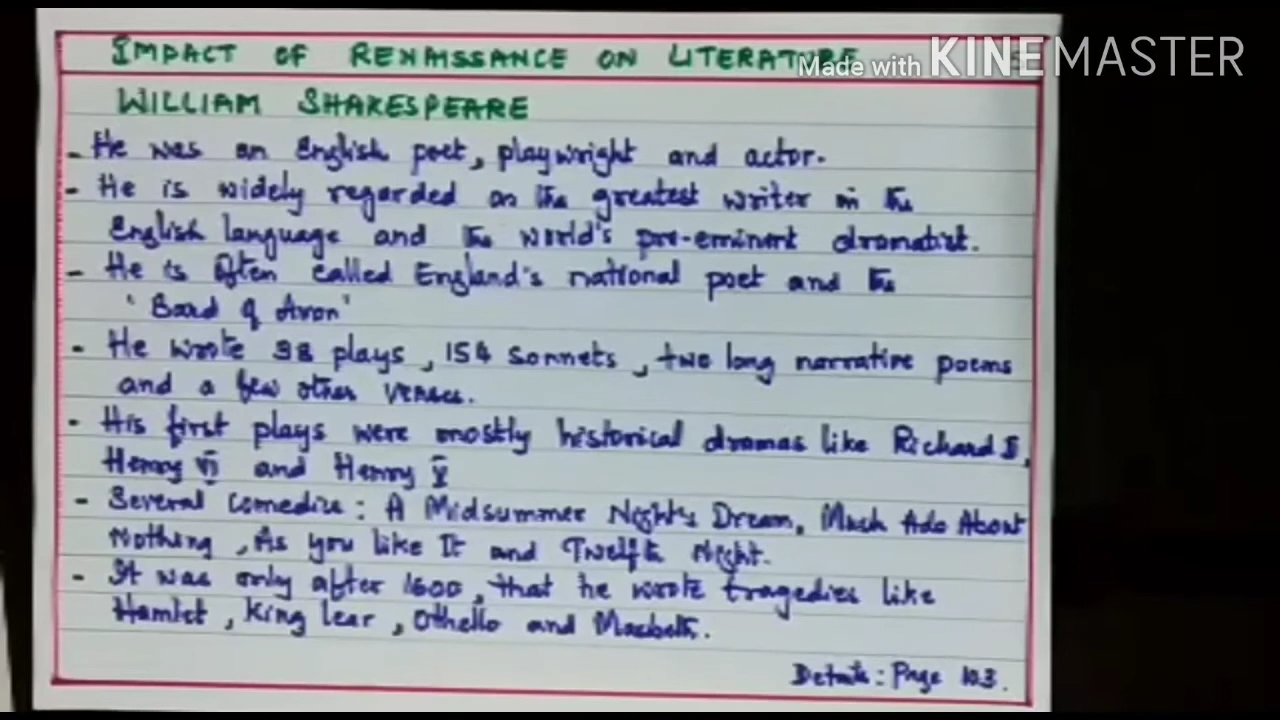 IMPACT OF RENAISSANCE ON LITERATURE
Made with KINEMASTER
WILLIAM SHAKESPEARE
- He was an English poet, playwright and actor.
- He is widely regarded as the greatest writer in the
English language and the world's pre-eminent dramatist.
- He is Often called England's national poet and the
'Bard of Avon'
- He wrote 38 plays, 154 sonnets, two long narrative poems
and a few other verses.
- His first plays were mostly historical dramas like Richard II,
Henry VI and Henry V
- Several comedies: A Midsummer Night's Dream, Much Ado About
Nothing, As you like It and Twelfth Night.
- It was only after 1600, that he wrote tragedies like
Hamlet, King lear, Othello and Macbeth.
Details: Page 103.